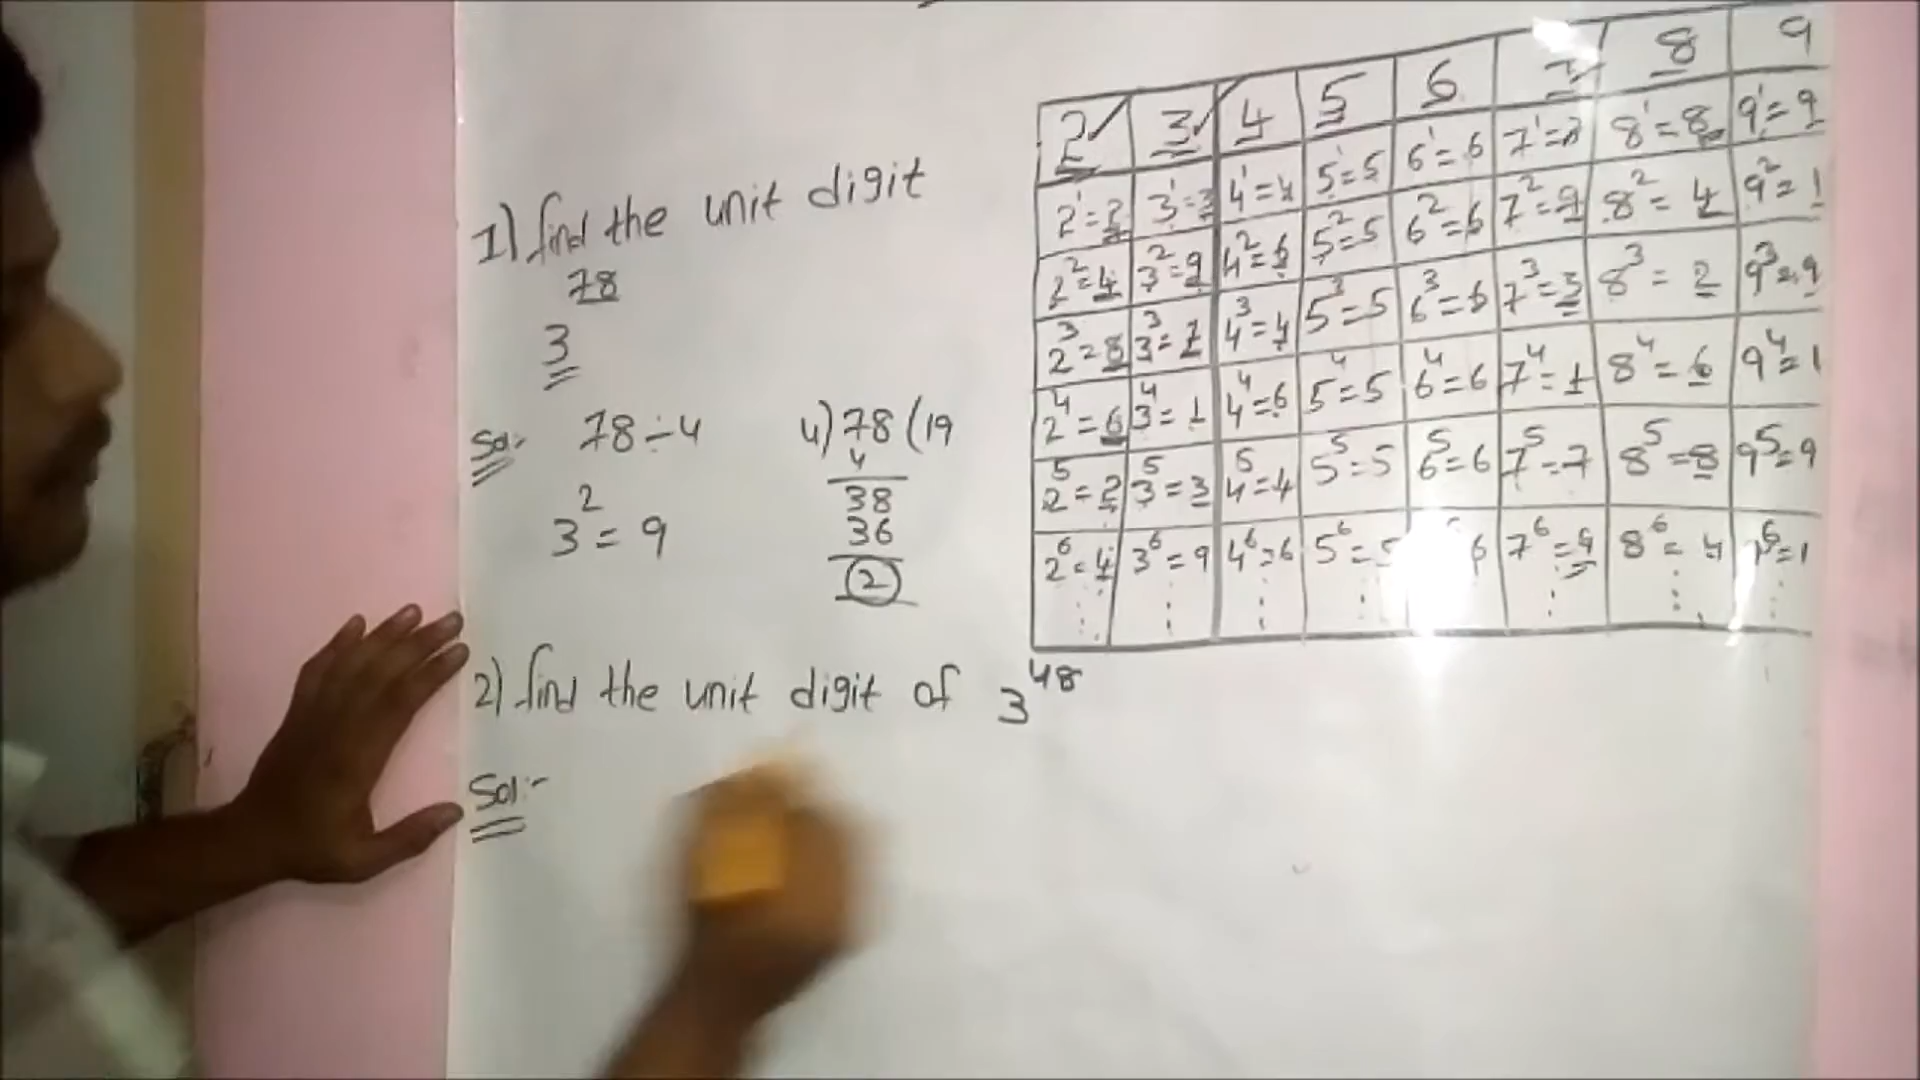 1) find the unit digit
78
3
Sol:- 78 ÷ 4
4) 78 (19
4
38
36
2
3² = 9
2) find the unit digit of 3⁴⁸
Sol:-
2 3 4 5 6 7 8 9
2¹=2 3¹=3 4¹=4 5¹=5 6¹=6 7¹= 8¹=8 9¹=9
2²=4 3²=9 4²=6 5²=5 6²=6 7²=9 8²=4 9²=1
2³=8 3³=7 4³=4 5³=5 6³=6 7³=3 8³=2 9³=9
2⁴=6 3⁴=1 4⁴=6 5⁴=5 6⁴=6 7⁴=1 8⁴=6 9⁴=1
2⁵=2 3⁵=3 4⁵=4 5⁵=5 6⁵=6 7⁵=7 8⁵=8 9⁵=9
2⁶=4 3⁶=9 4⁶=6 5⁶=5 6 7⁶=9 8⁶=4 ⁶=1